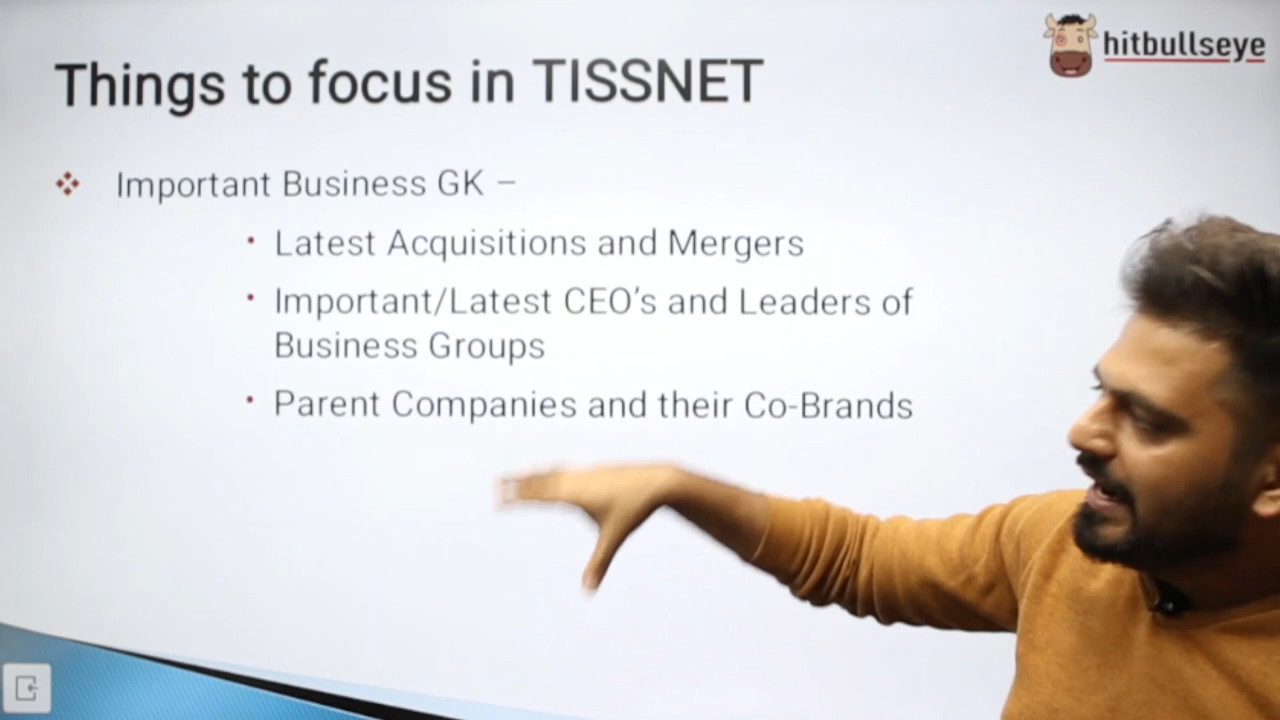 hitbullseye
Things to focus in TISSNET
Important Business GK –
Latest Acquisitions and Mergers
Important/Latest CEO's and Leaders of
Business Groups
Parent Companies and their Co-Brands